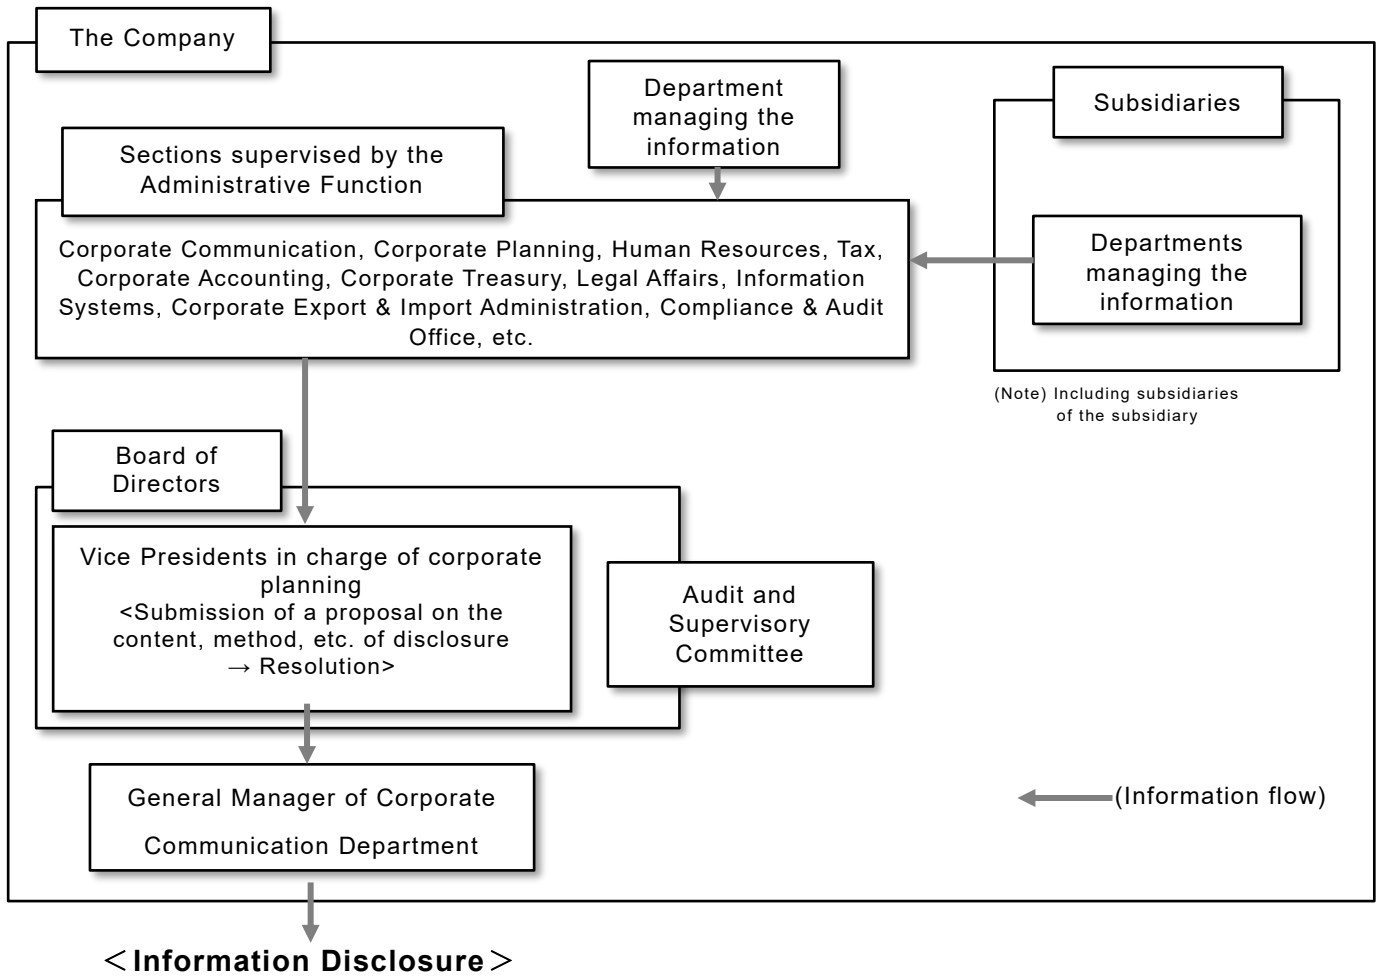 The Company
Department
managing the
information
Subsidiaries
Sections supervised by the
Administrative Function
Corporate Communication, Corporate Planning, Human Resources, Tax,
Corporate Accounting, Corporate Treasury, Legal Affairs, Information
Systems, Corporate Export & Import Administration, Compliance & Audit
Office, etc.
Departments
managing the
information
(Note) Including subsidiaries
of the subsidiary
Board of
Directors
Vice Presidents in charge of corporate
planning
<Submission of a proposal on the
content, method, etc. of disclosure
→ Resolution>
Audit and
Supervisory
Committee
General Manager of Corporate
Communication Department
(Information flow)
＜Information Disclosure＞